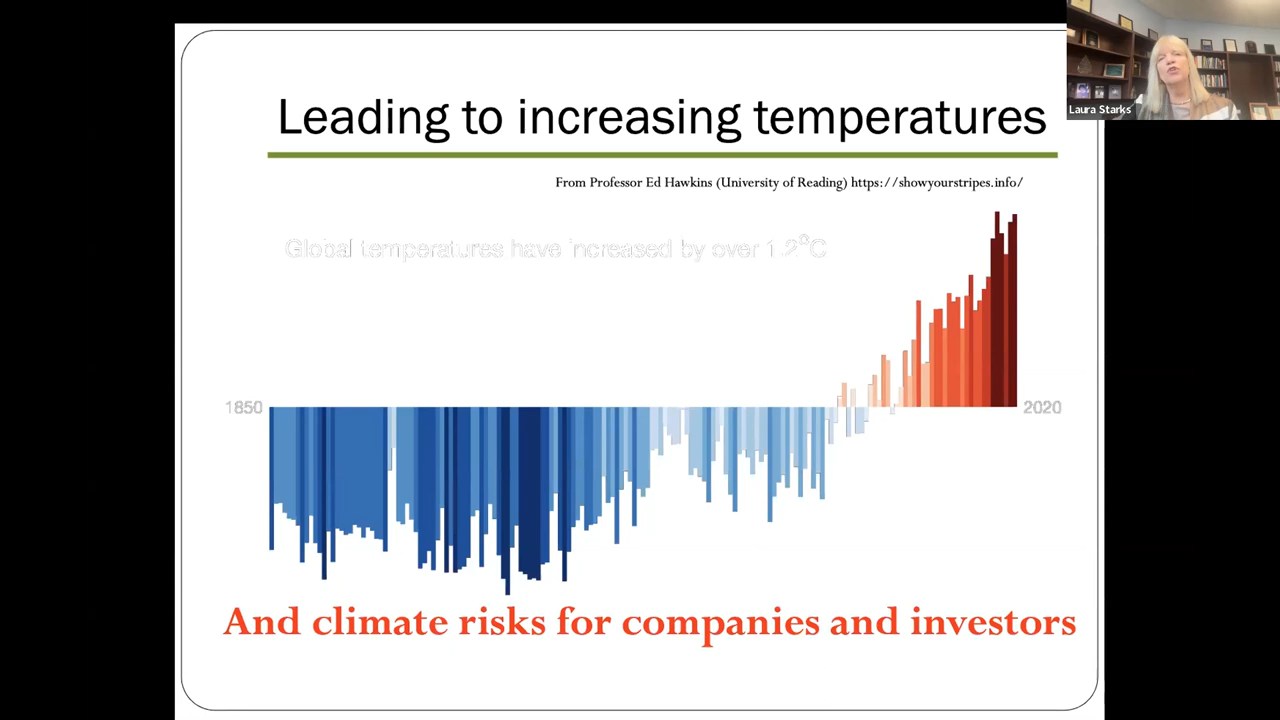 Leading to increasing temperatures
Laura Starks
From Professor Ed Hawkins (University of Reading) https://showyourstripes.info/
Global temperatures have increased by over 1.2°C
1850
2020
And climate risks for companies and investors